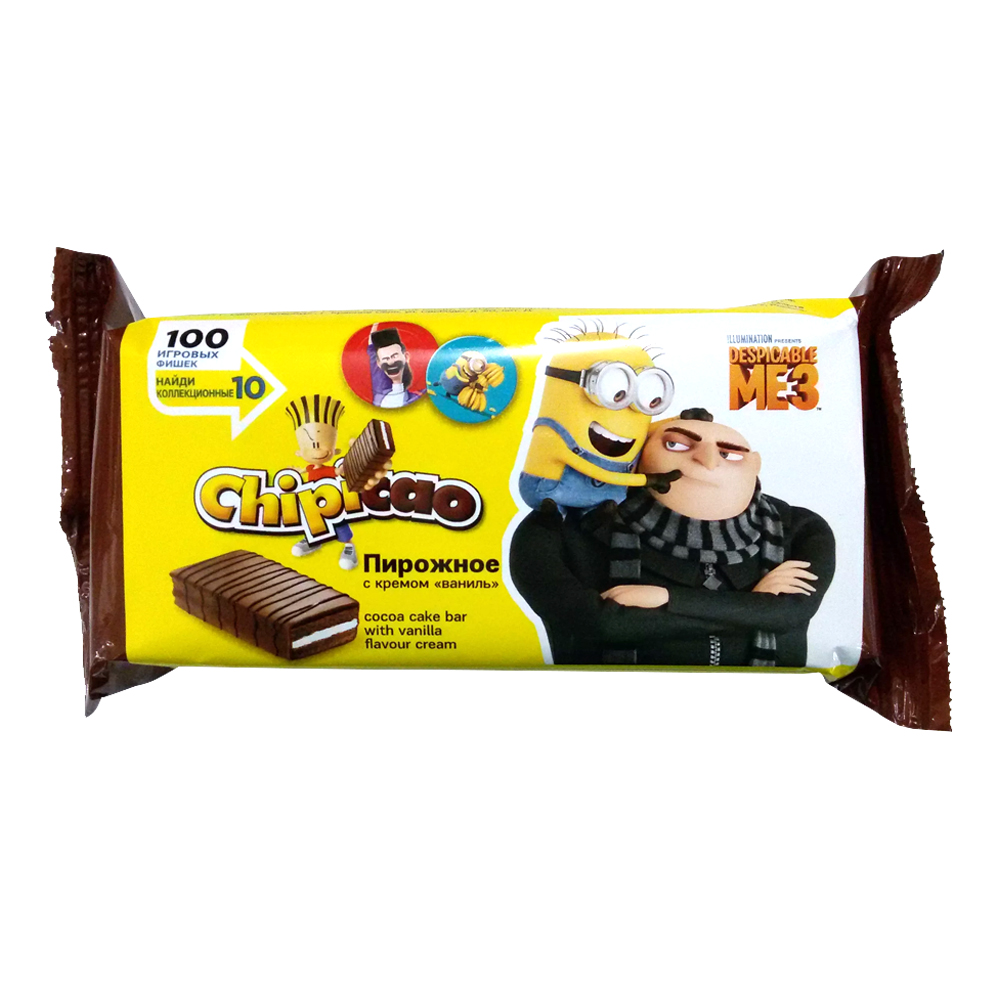 100
ИГРОВЫХ
ФИШЕК
НАЙДИ
КОЛЛЕКЦИОННЫЕ 10
ILLUMINATION PRESENTS
DESPICABLE
ME3
TM
Chipicao
Пирожное
с кремом «ваниль»
cocoa cake bar
with vanilla
flavour cream